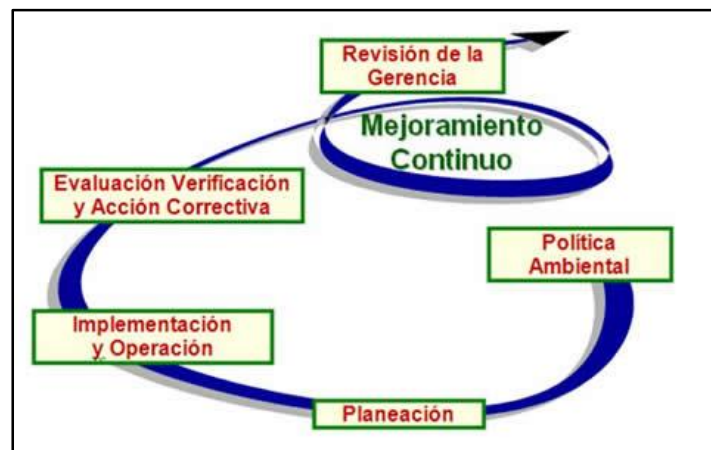 Revisión de la
Gerencia
Mejoramiento
Continuo
Evaluación Verificación
y Acción Correctiva
Política
Ambiental
Implementación
y Operación
Planeación